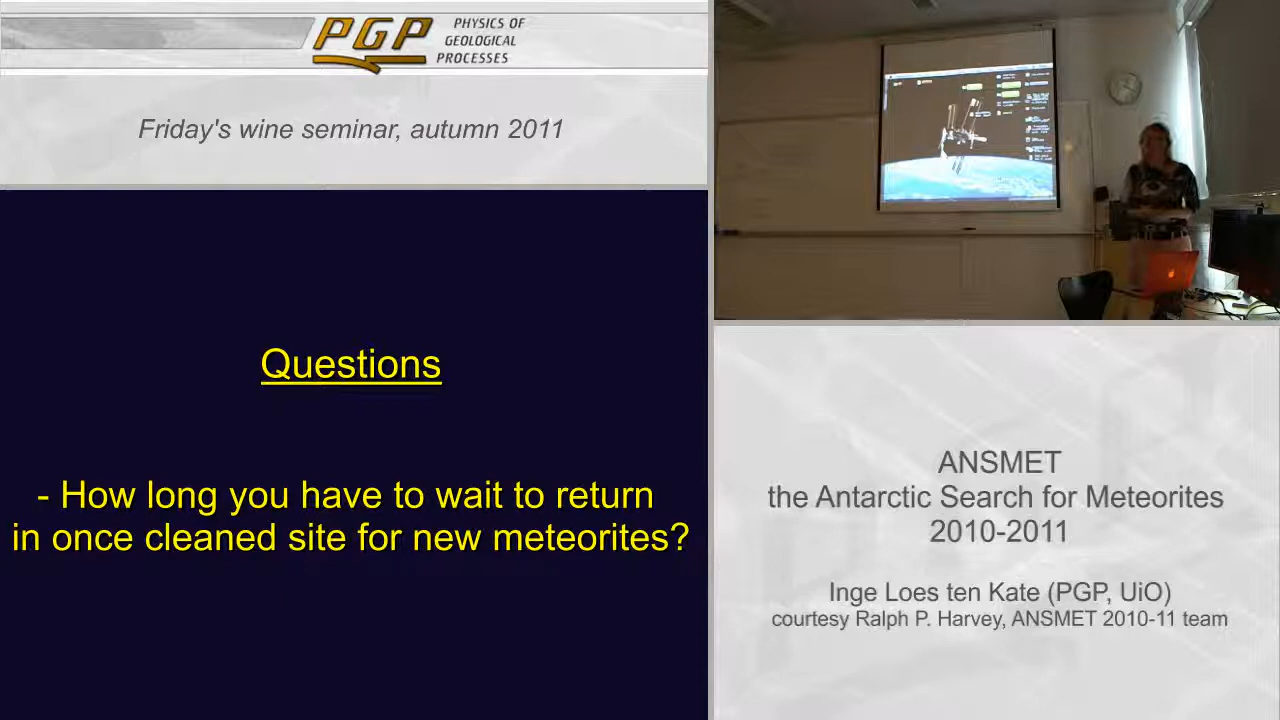 PGP
PHYSICS OF
GEOLOGICAL
PROCESSES
Friday's wine seminar, autumn 2011
Questions
- How long you have to wait to return
in once cleaned site for new meteorites?
ANSMET
the Antarctic Search for Meteorites
2010-2011
Inge Loes ten Kate (PGP, UiO)
courtesy Ralph P. Harvey, ANSMET 2010-11 team